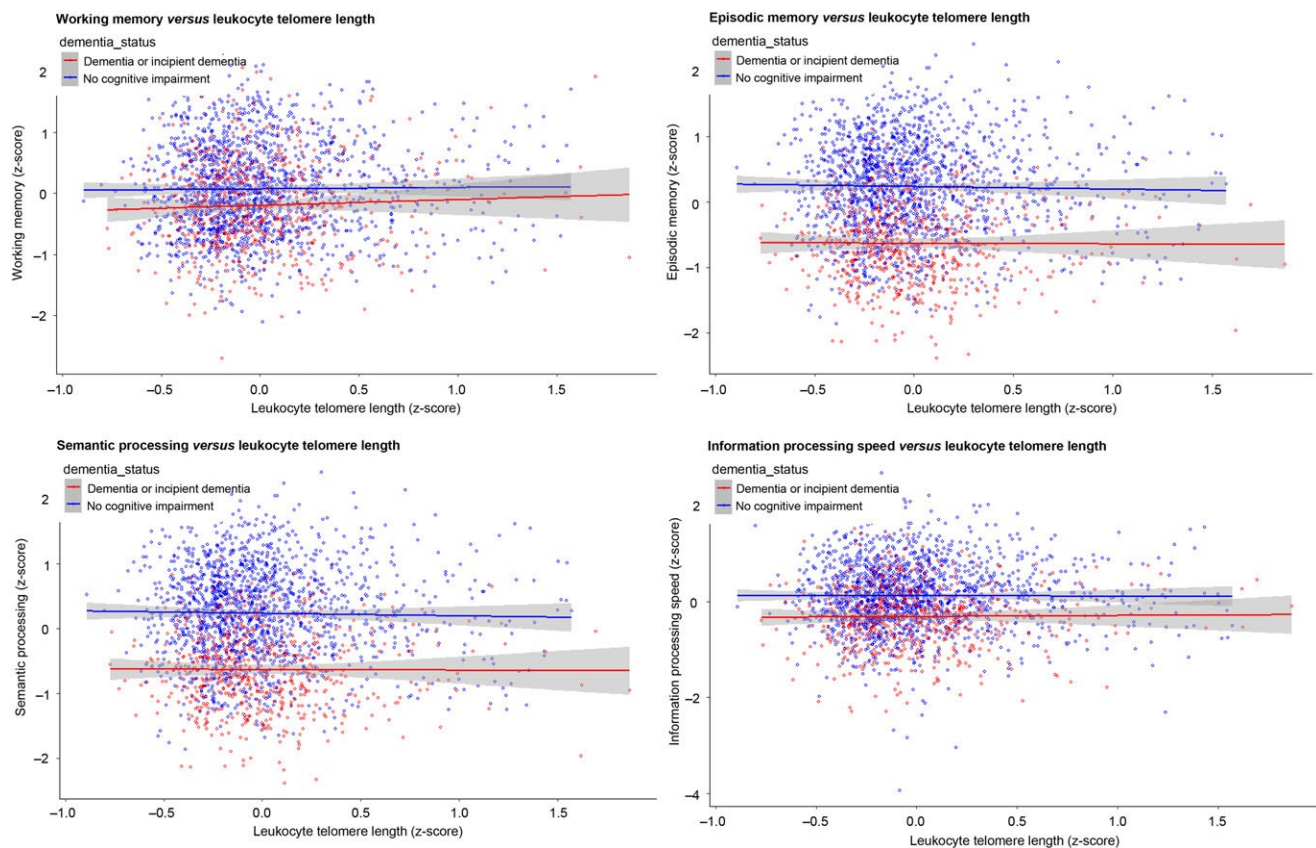 Working memory versus leukocyte telomere length
dementia_status
Dementia or incipient dementia
No cognitive impairment
2
1
0
–1
–2
Working memory (z-score)
–1.0
–0.5
0.0
0.5
1.0
1.5
Leukocyte telomere length (z-score)
Episodic memory versus leukocyte telomere length
dementia_status
Dementia or incipient dementia
No cognitive impairment
2
1
0
–1
–2
Episodic memory (z-score)
–1.0
–0.5
0.0
0.5
1.0
1.5
Leukocyte telomere length (z-score)
Semantic processing versus leukocyte telomere length
dementia_status
Dementia or incipient dementia
No cognitive impairment
2
1
0
–1
–2
Semantic processing (z-score)
–1.0
–0.5
0.0
0.5
1.0
1.5
Leukocyte telomere length (z-score)
Information processing speed versus leukocyte telomere length
dementia_status
Dementia or incipient dementia
No cognitive impairment
2
0
–2
–4
Information processing speed (z-score)
–1.0
–0.5
0.0
0.5
1.0
1.5
Leukocyte telomere length (z-score)